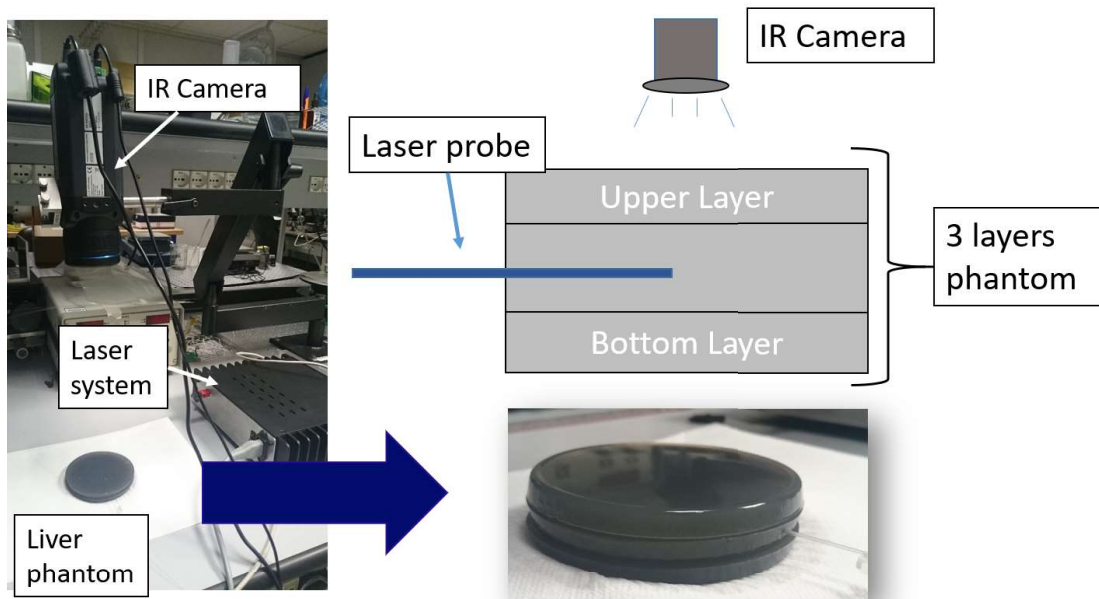 IR Camera
IR Camera
Laser probe
Upper Layer
3 layers
phantom
Bottom Layer
Laser
system
Liver
phantom